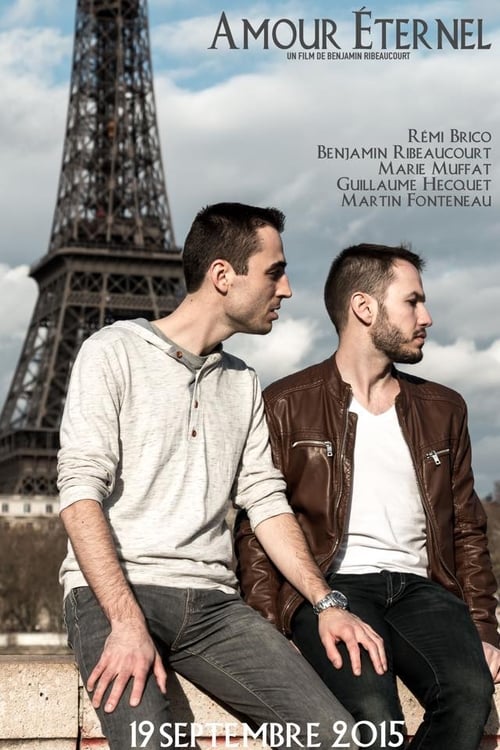 AMOUR ÉTERNEL
UN FILM DE BENJAMIN RIBEAUCOURT
RÉMI BRICO
BENJAMIN RIBEAUCOURT
MARIE MUFFAT
GUILLAUME HECQUET
MARTIN FONTENEAU
19 SEPTEMBRE 2015